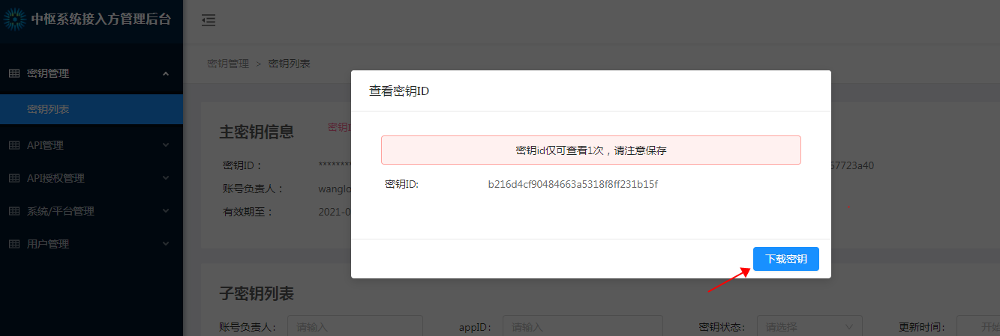 中枢系统接入方管理后台
密钥管理
密钥列表
API管理
API授权管理
系统/平台管理
用户管理
密钥管理 > 密钥列表
主密钥信息
密钥I
密钥ID：
********
57723a40
账号负责人：
wanglo
有效期至：
2021-0
查看密钥ID
密钥id仅可查看1次，请注意保存
密钥ID:
b216d4cf90484663a5318f8ff231b15f
下载密钥
子密钥列表
账号负责人:
请输入
appID:
请输入
密钥状态:
请选择
更新时间:
开始